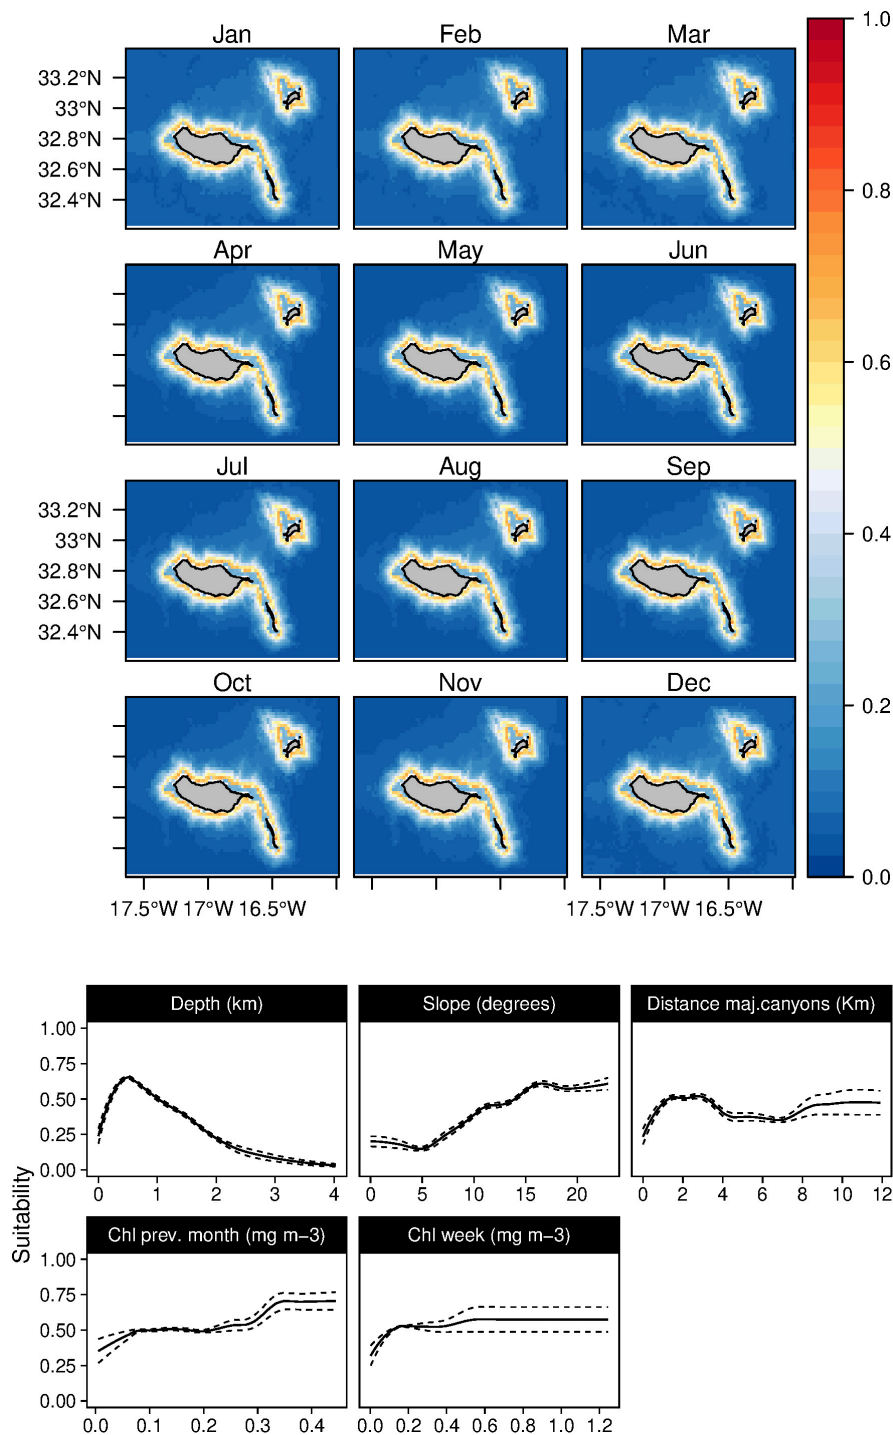 Jan Feb Mar
1.0
33.2°N
33°N
32.8°N
32.6°N
32.4°N
0.8
Apr May Jun
0.6
Jul Aug Sep
33.2°N
33°N
32.8°N
32.6°N
32.4°N
0.4
Oct Nov Dec
0.2
0.0
17.5°W 17°W 16.5°W 17.5°W 17°W 16.5°W
Depth (km) Slope (degrees) Distance maj.canyons (Km)
1.00
0.75
0.50
0.25
0.00
0 1 2 3 4 0 5 10 15 20 0 2 4 6 8 10 12
Suitability
Chl prev. month (mg m−3) Chl week (mg m−3)
1.00
0.75
0.50
0.25
0.00
0.0 0.1 0.2 0.3 0.4 0.0 0.2 0.4 0.6 0.8 1.0 1.2